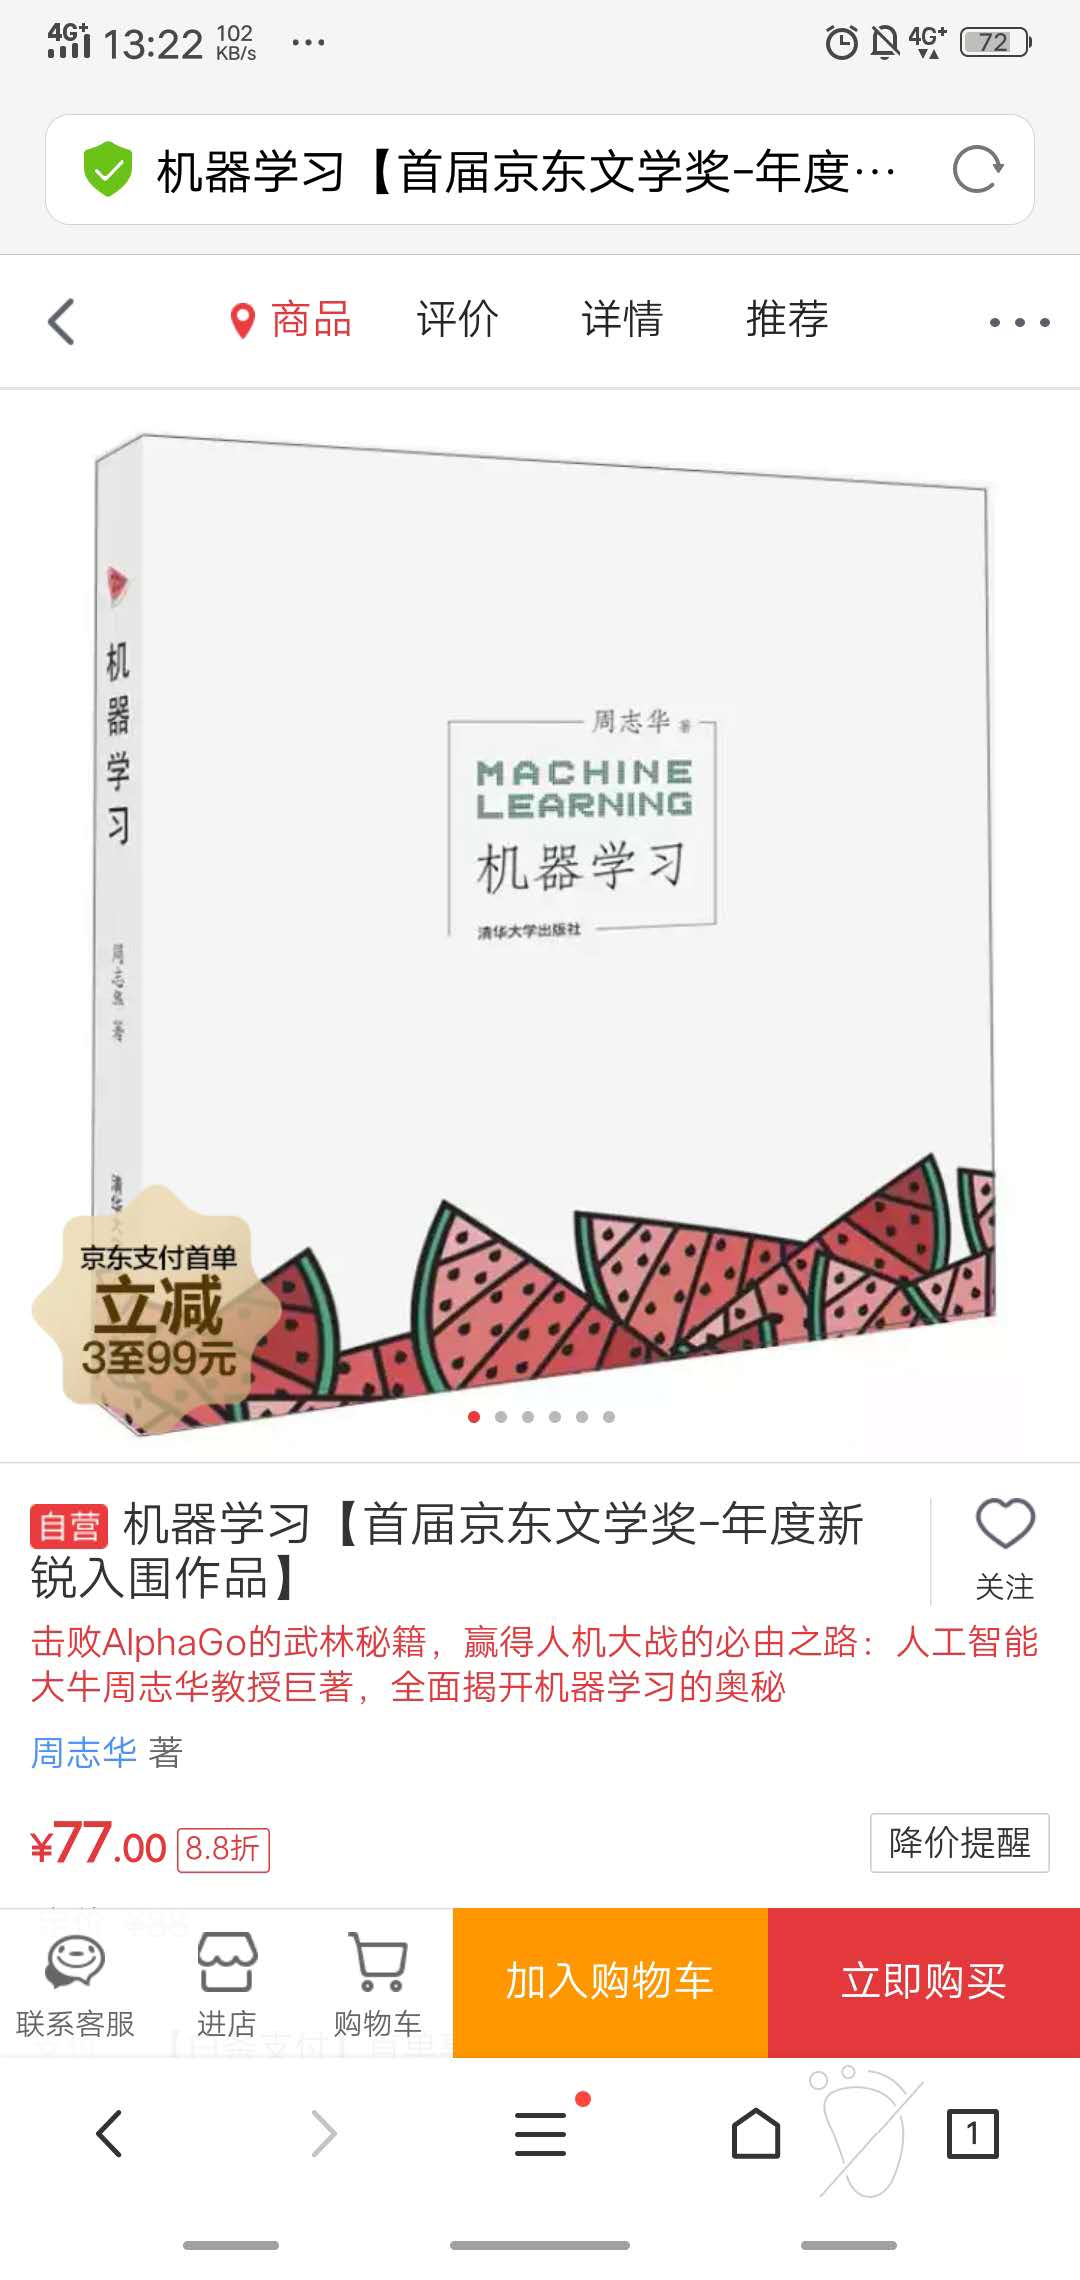 4G+ 13:22 102 KB/s ··· 4G+ 72
机器学习【首届京东文学奖-年度···
商品 评价 详情 推荐
机器学习
周志华 著
清华大
周志华 著
MACHINE
LEARNING
机器学习
清华大学出版社
京东支付首单
立减
3至99元
自营 机器学习【首届京东文学奖-年度新
锐入围作品】
关注
击败AlphaGo的武林秘籍，赢得人机大战的必由之路：人工智能
大牛周志华教授巨著，全面揭开机器学习的奥秘
周志华 著
¥77.00 8.8折 降价提醒
联系客服 进店 购物车 加入购物车 立即购买
1